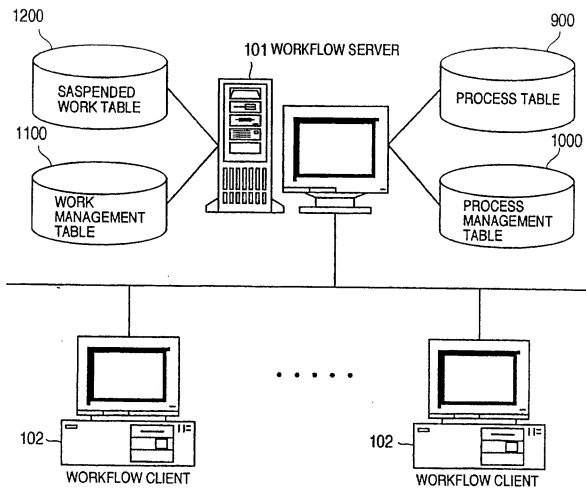 1200
SASPENDED
WORK TABLE
1100
WORK
MANAGEMENT
TABLE
101 WORKFLOW SERVER
900
PROCESS TABLE
1000
PROCESS
MANAGEMENT
TABLE
102
WORKFLOW CLIENT
102
WORKFLOW CLIENT